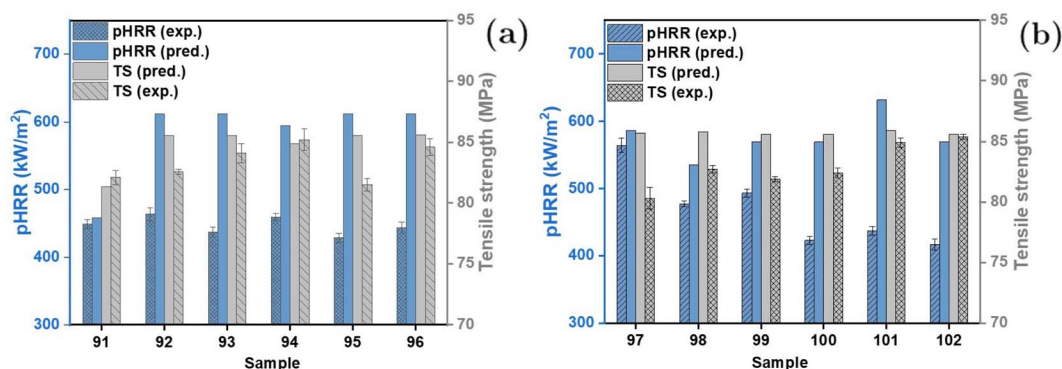 (a)
pHRR (exp.)
pHRR (pred.)
TS (pred.)
TS (exp.)
700
600
500
400
300
pHRR (kW/m²)
95
90
85
80
75
70
Tensile strength (MPa)
91 92 93 94 95 96
Sample
(b)
pHRR (exp.)
pHRR (pred.)
TS (pred.)
TS (exp.)
700
600
500
400
300
pHRR (kW/m²)
95
90
85
80
75
70
Tensile strength (MPa)
97 98 99 100 101 102
Sample